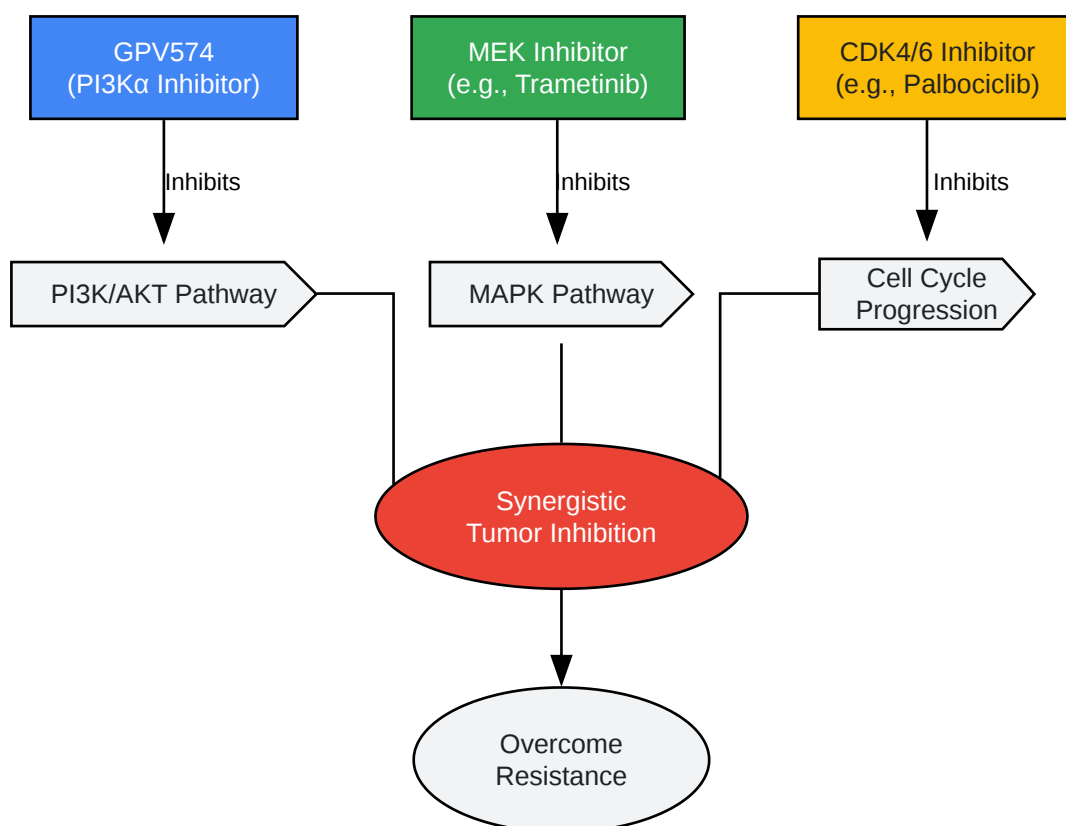 GPV574
(PI3Kα Inhibitor)
MEK Inhibitor
(e.g., Trametinib)
CDK4/6 Inhibitor
(e.g., Palbociclib)
Inhibits
Inhibits
Inhibits
PI3K/AKT Pathway
MAPK Pathway
Cell Cycle
Progression
Synergistic
Tumor Inhibition
Overcome
Resistance